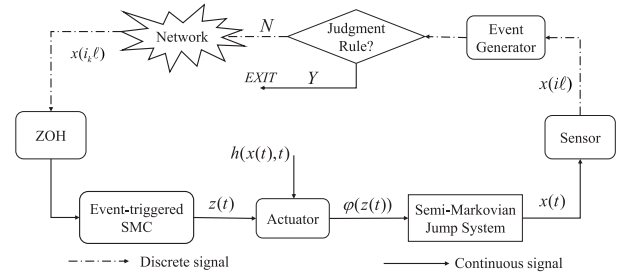 Network
N
Judgment
Rule?
Event
Generator
x(i_kℓ)
EXIT
Y
x(iℓ)
ZOH
h(x(t),t)
Sensor
Event-triggered
SMC
z(t)
Actuator
φ(z(t))
Semi-Markovian
Jump System
x(t)
Discrete signal
Continuous signal